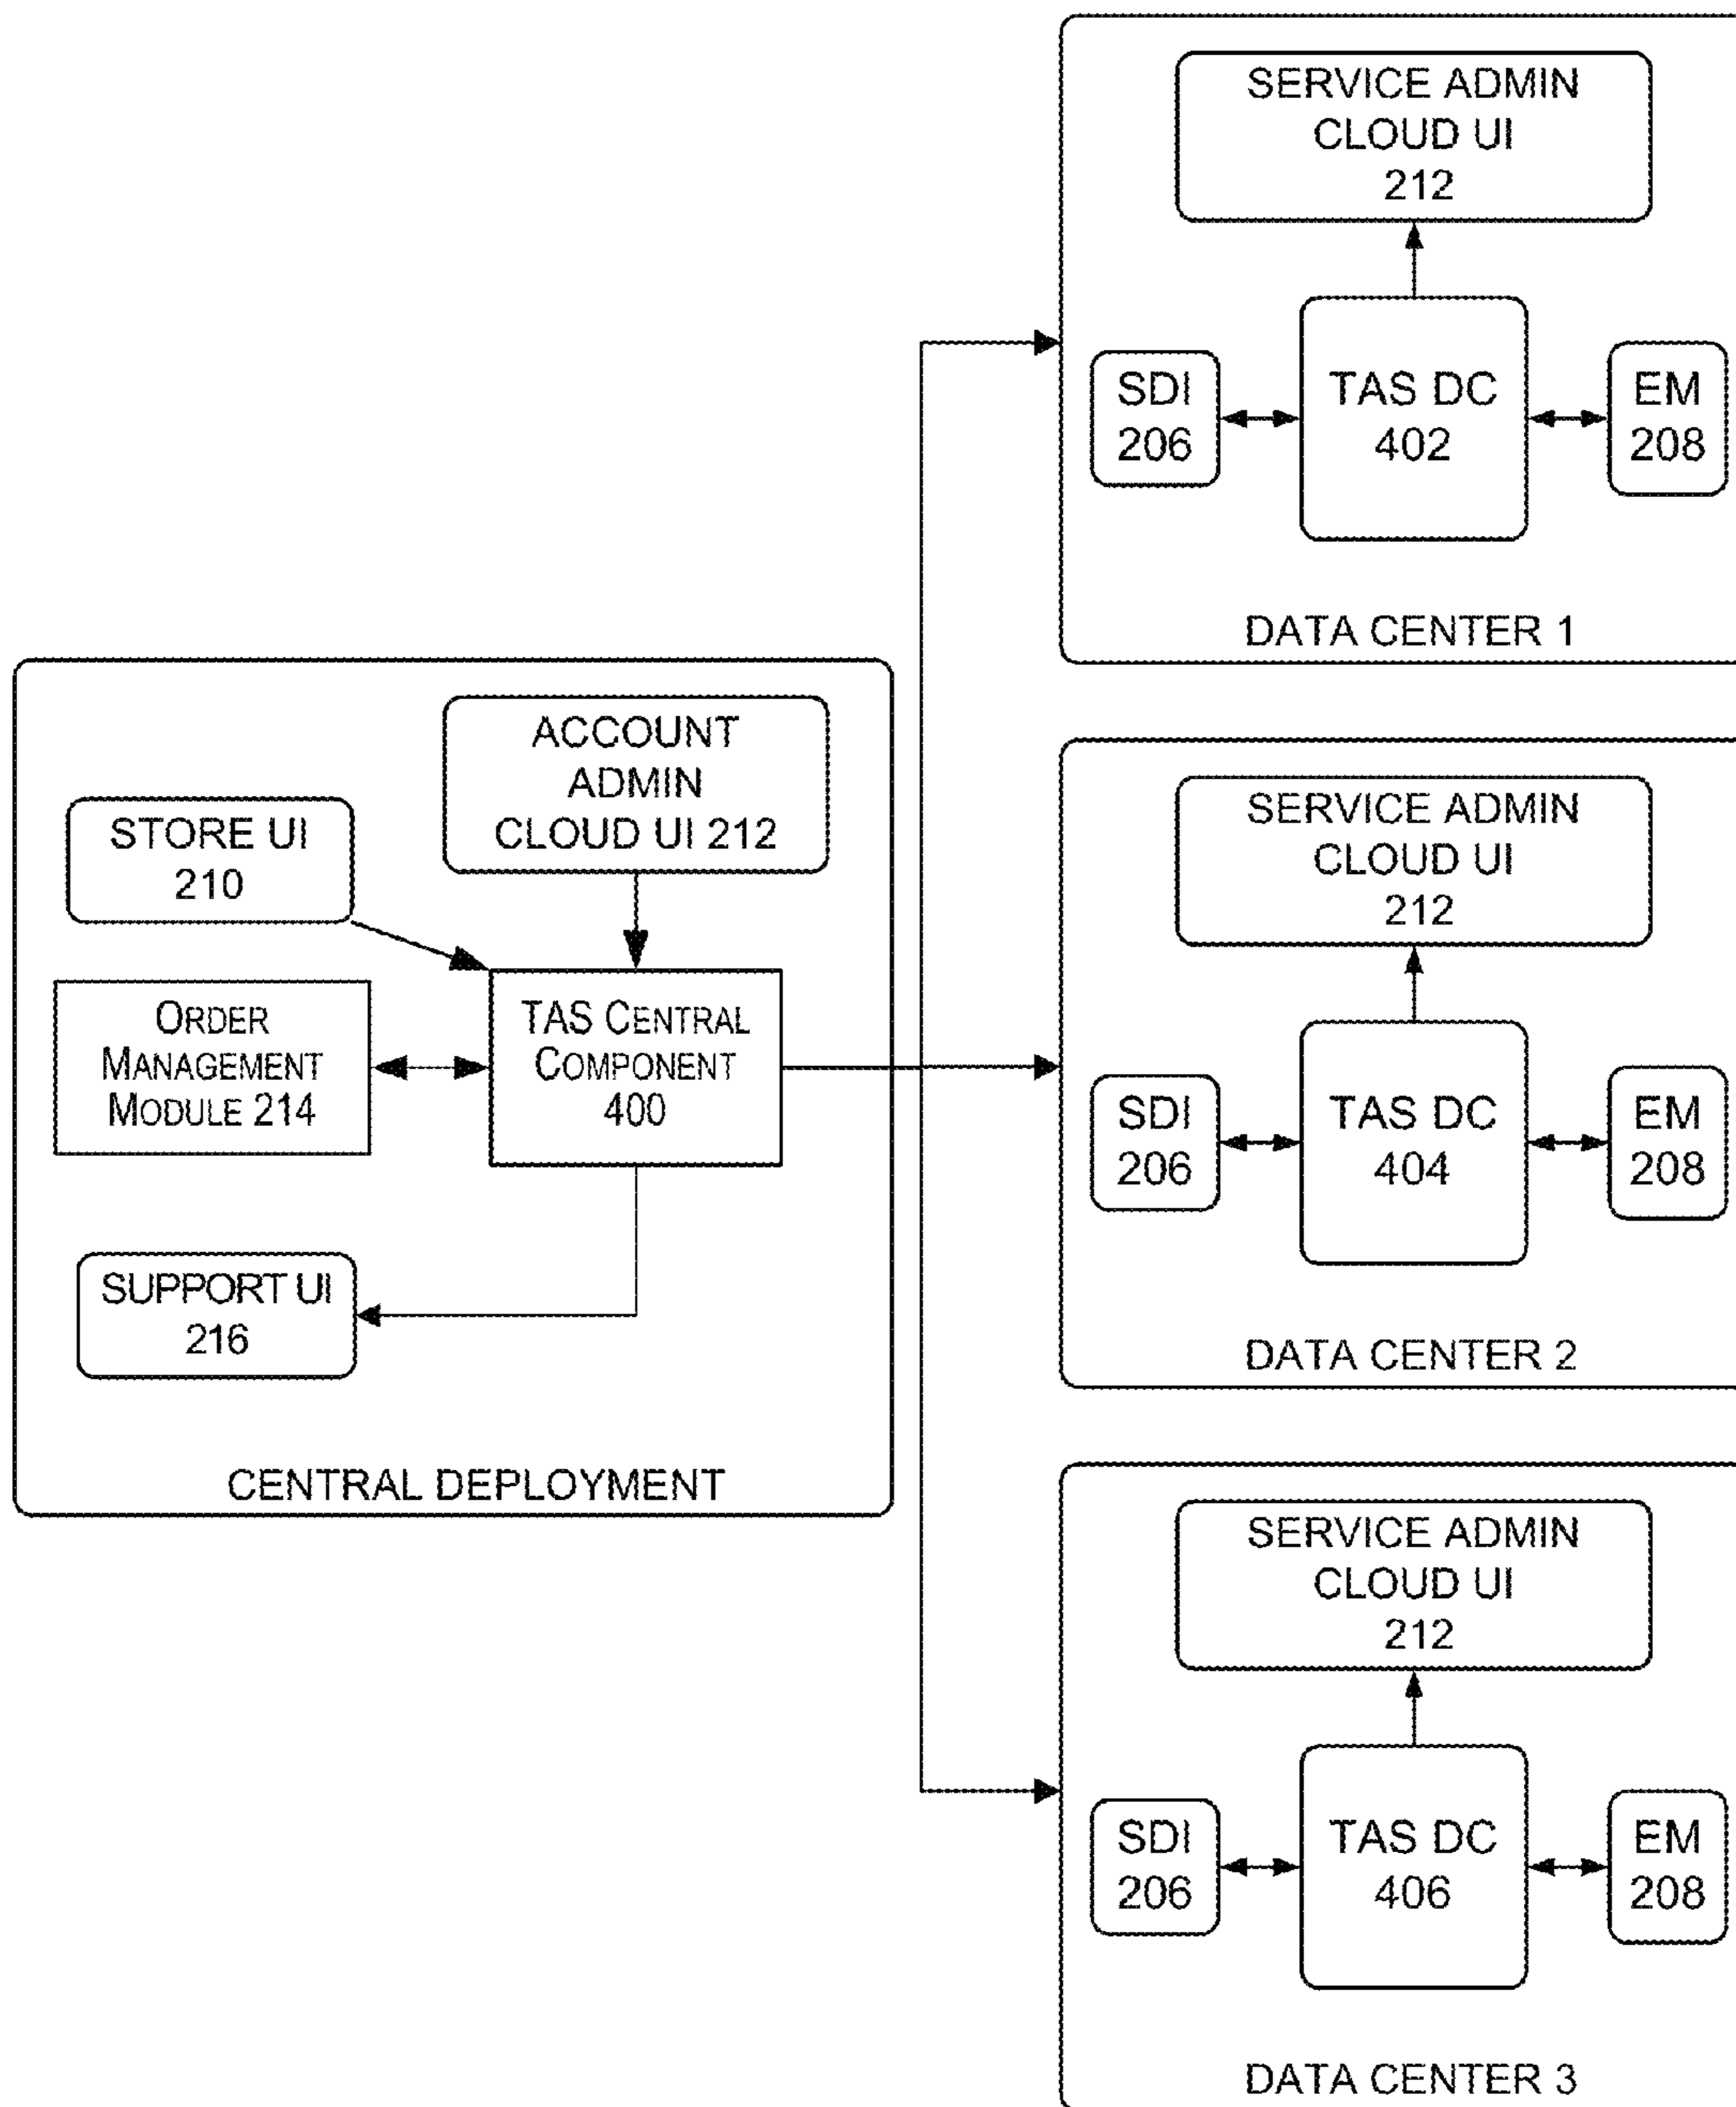 SERVICE ADMIN
CLOUD UI
212
SDI
206
TAS DC
402
EM
208
DATA CENTER 1
ACCOUNT
ADMIN
CLOUD UI 212
STORE UI
210
ORDER
MANAGEMENT
MODULE 214
TAS CENTRAL
COMPONENT
400
SUPPORT UI
216
CENTRAL DEPLOYMENT
SERVICE ADMIN
CLOUD UI
212
SDI
206
TAS DC
404
EM
208
DATA CENTER 2
SERVICE ADMIN
CLOUD UI
212
SDI
206
TAS DC
406
EM
208
DATA CENTER 3